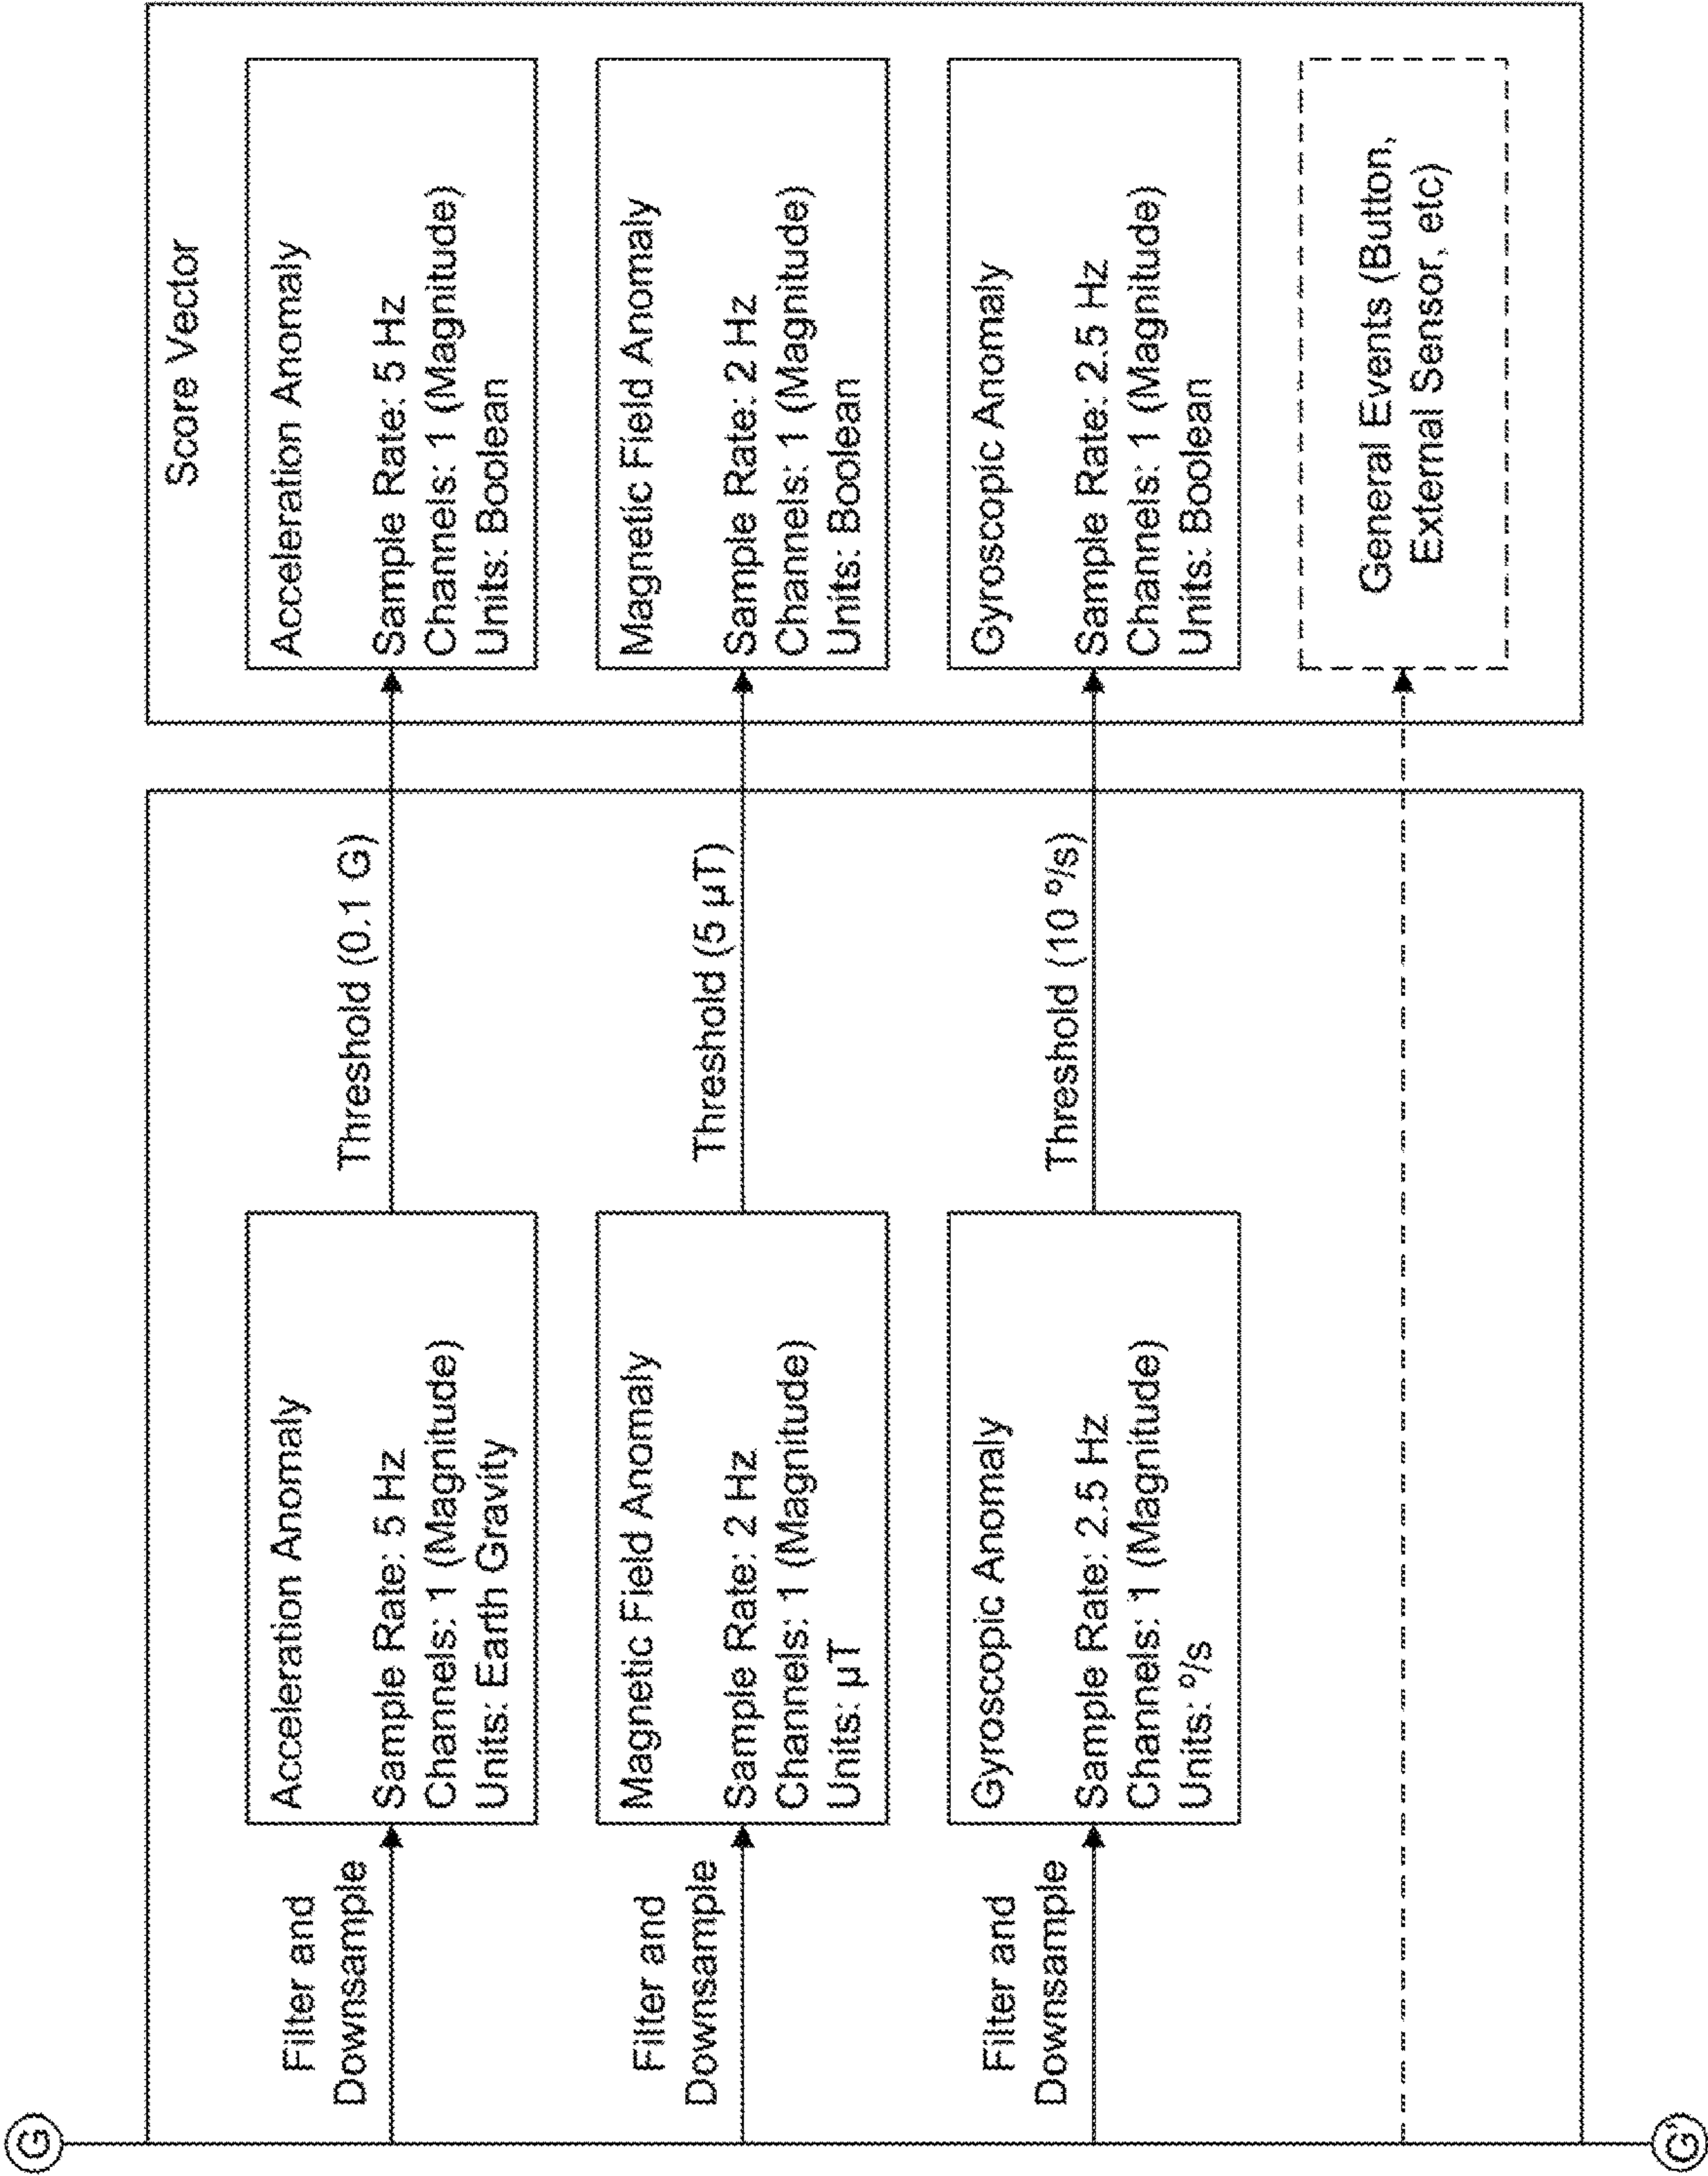 G
Filter and
Downsample
Acceleration Anomaly
Sample Rate: 5 Hz
Channels: 1 (Magnitude)
Units: Earth Gravity
Threshold (0.1 G)
Score Vector
Acceleration Anomaly
Sample Rate: 5 Hz
Channels: 1 (Magnitude)
Units: Boolean
Filter and
Downsample
Magnetic Field Anomaly
Sample Rate: 2 Hz
Channels: 1 (Magnitude)
Units: µT
Threshold (5 µT)
Magnetic Field Anomaly
Sample Rate: 2 Hz
Channels: 1 (Magnitude)
Units: Boolean
Filter and
Downsample
Gyroscopic Anomaly
Sample Rate: 2.5 Hz
Channels: 1 (Magnitude)
Units: º/s
Threshold (10 º/s)
Gyroscopic Anomaly
Sample Rate: 2.5 Hz
Channels: 1 (Magnitude)
Units: Boolean
General Events (Button,
External Sensor, etc)
G'